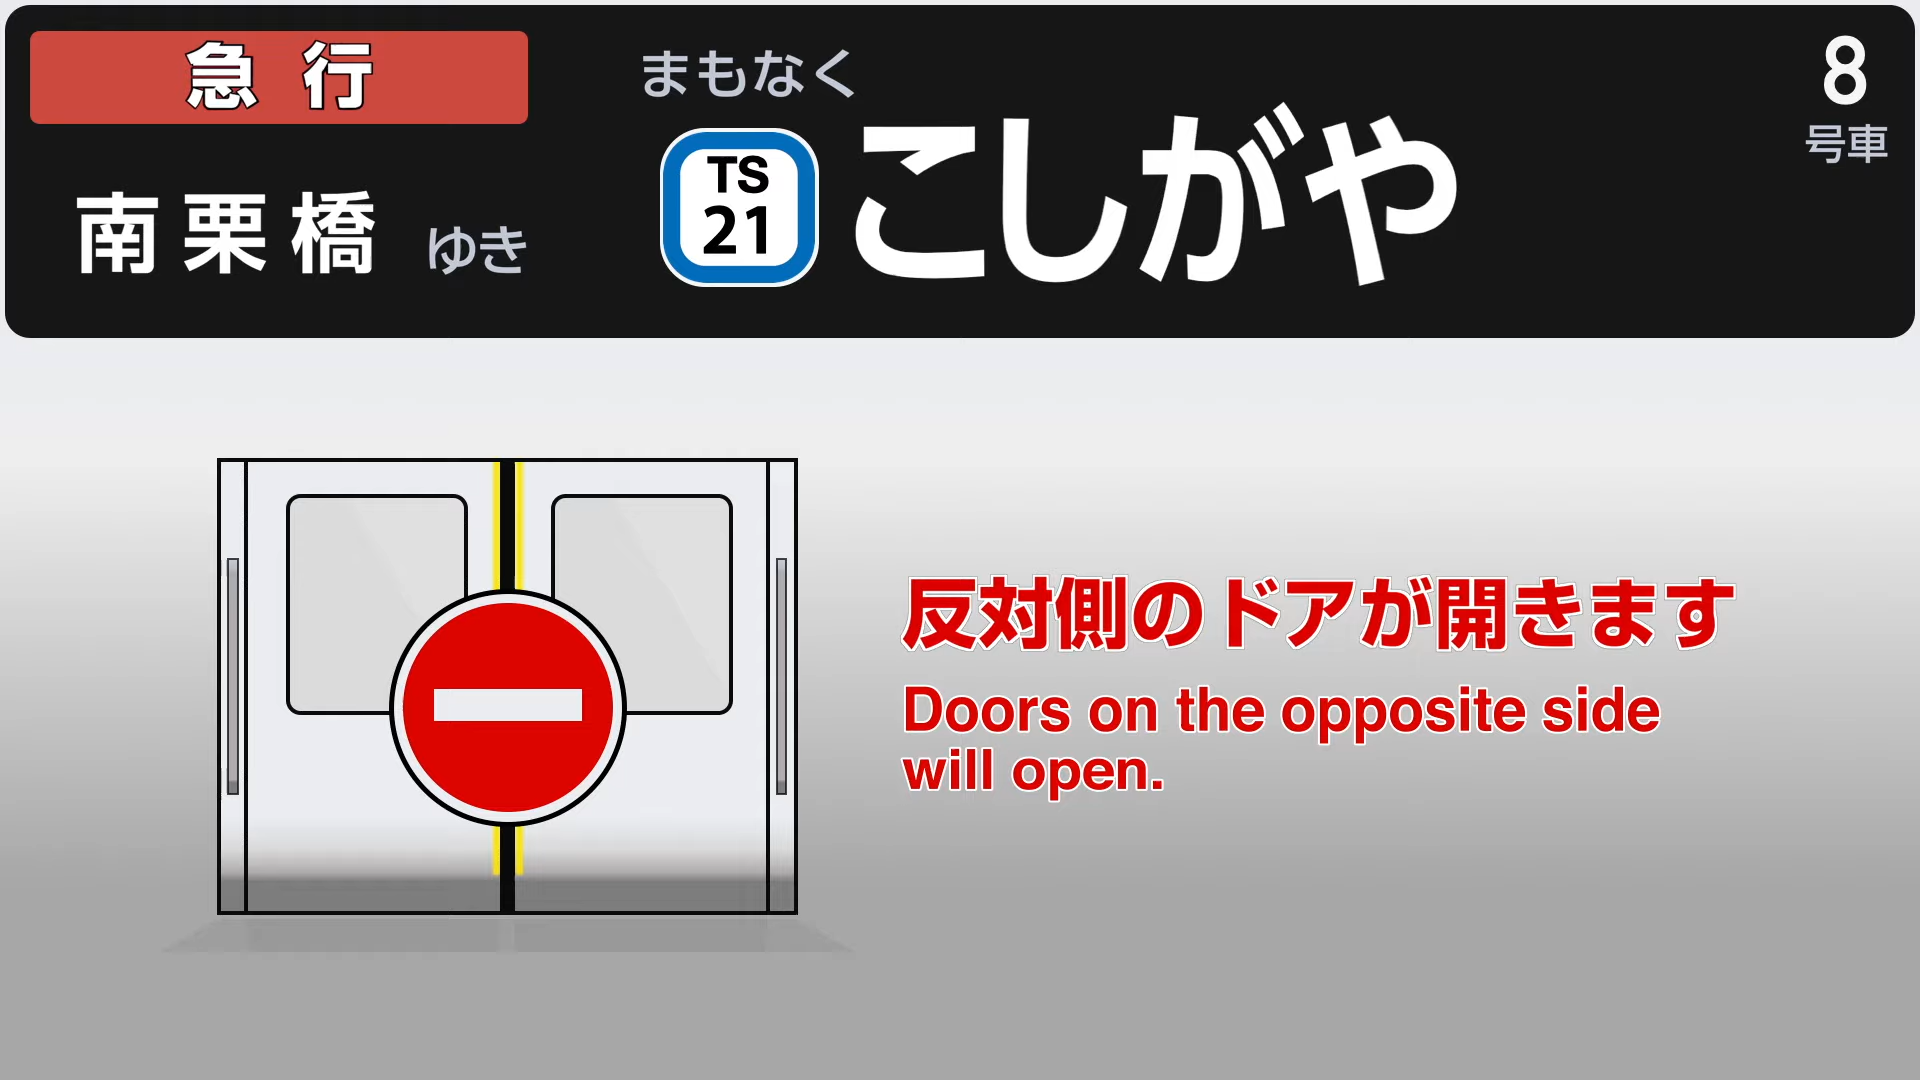 急行
南栗橋 ゆき
まもなく
TS
21
こしがや
8
号車
反対側のドアが開きます
Doors on the opposite side
will open.